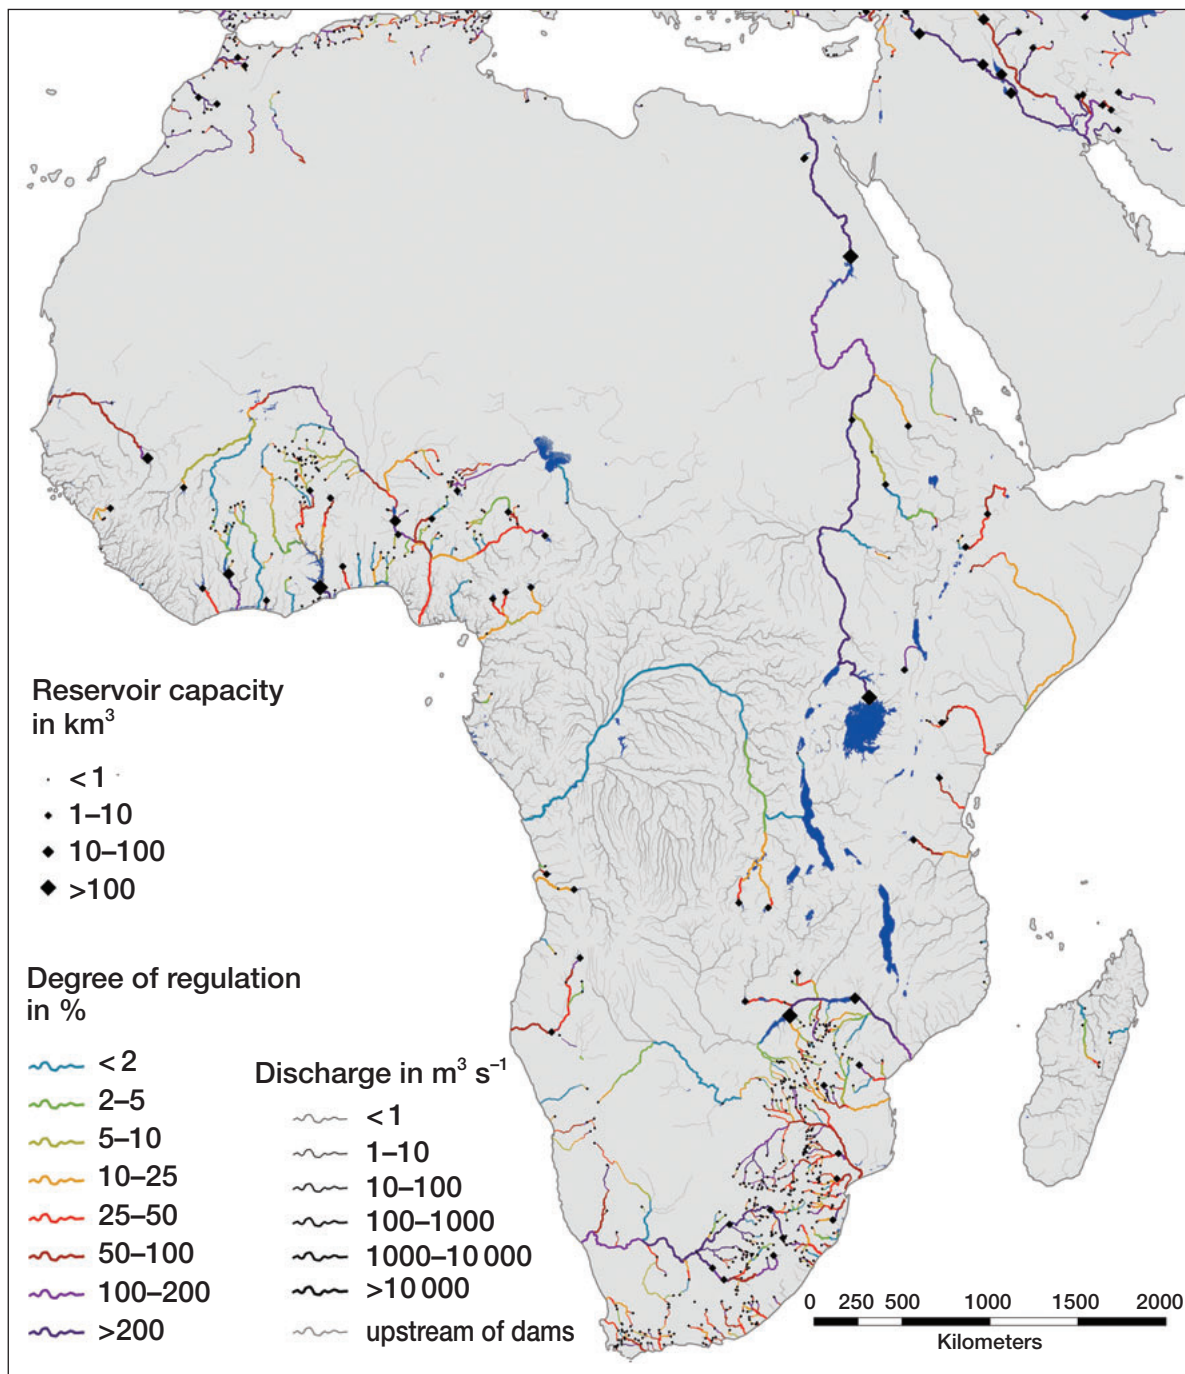 Reservoir capacity
in km³
< 1
1–10
10–100
>100
Degree of regulation
in %
< 2
2–5
5–10
10–25
25–50
50–100
100–200
>200
Discharge in m³ s⁻¹
< 1
1–10
10–100
100–1000
1000–10 000
>10 000
upstream of dams
0 250 500 1000 1500 2000
Kilometers